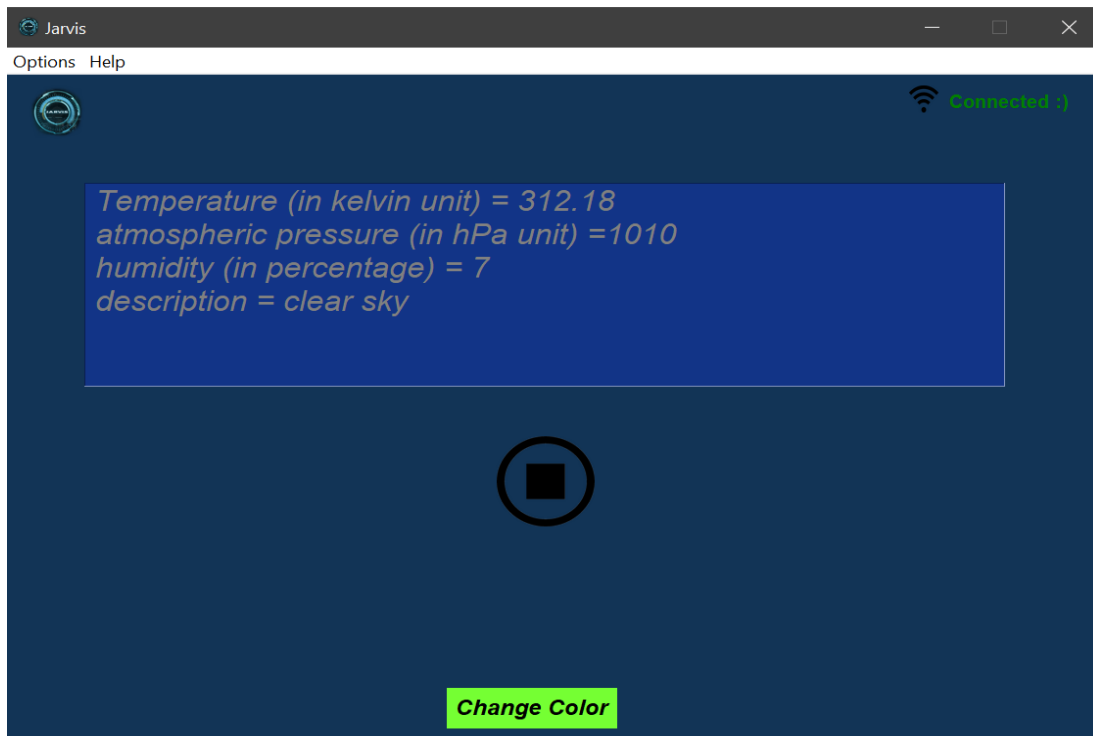 Jarvis
Options Help
JARVIS
Connected :)
Temperature (in kelvin unit) = 312.18
atmospheric pressure (in hPa unit) =1010
humidity (in percentage) = 7
description = clear sky
Change Color